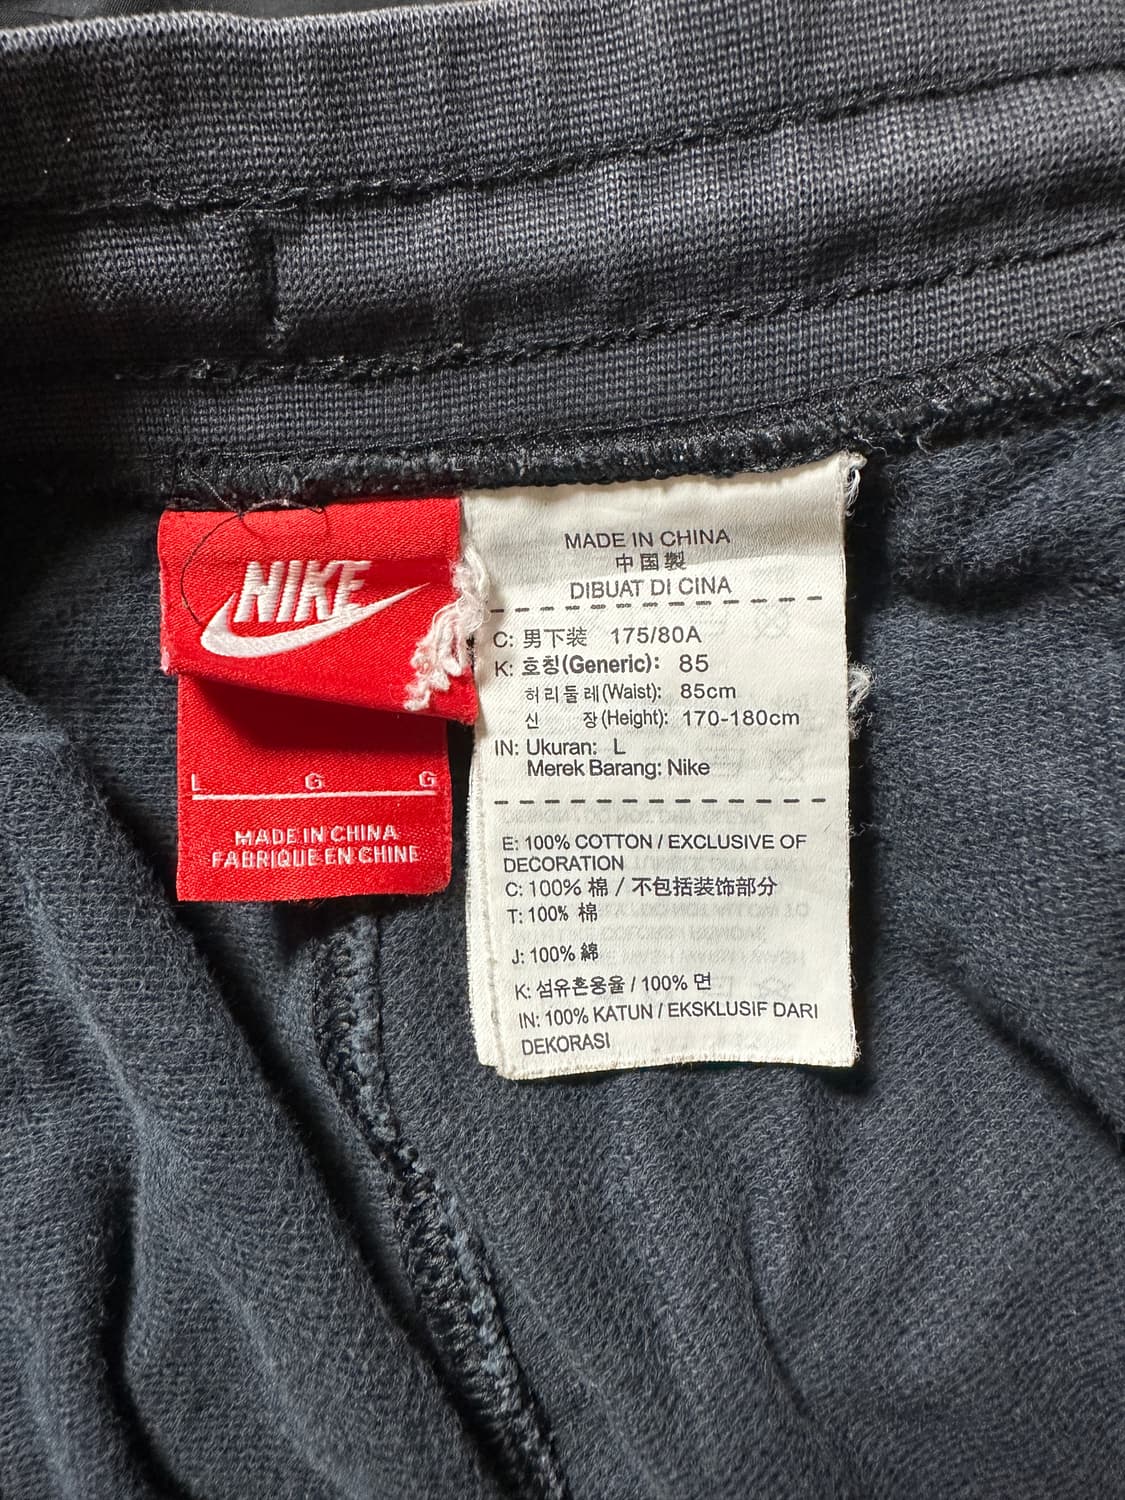 NIKE
L G G
MADE IN CHINA
FABRIQUE EN CHINE
MADE IN CHINA
中国製
DIBUAT DI CINA
C: 男下装 175/80A
K: 호칭(Generic): 85
허리둘레(Waist): 85cm
신 장(Height): 170-180cm
IN: Ukuran: L
Merek Barang: Nike
E: 100% COTTON / EXCLUSIVE OF
DECORATION
C: 100% 棉 / 不包括装饰部分
T: 100% 棉
J: 100% 綿
K: 섬유혼용율 / 100% 면
IN: 100% KATUN / EKSKLUSIF DARI
DEKORASI